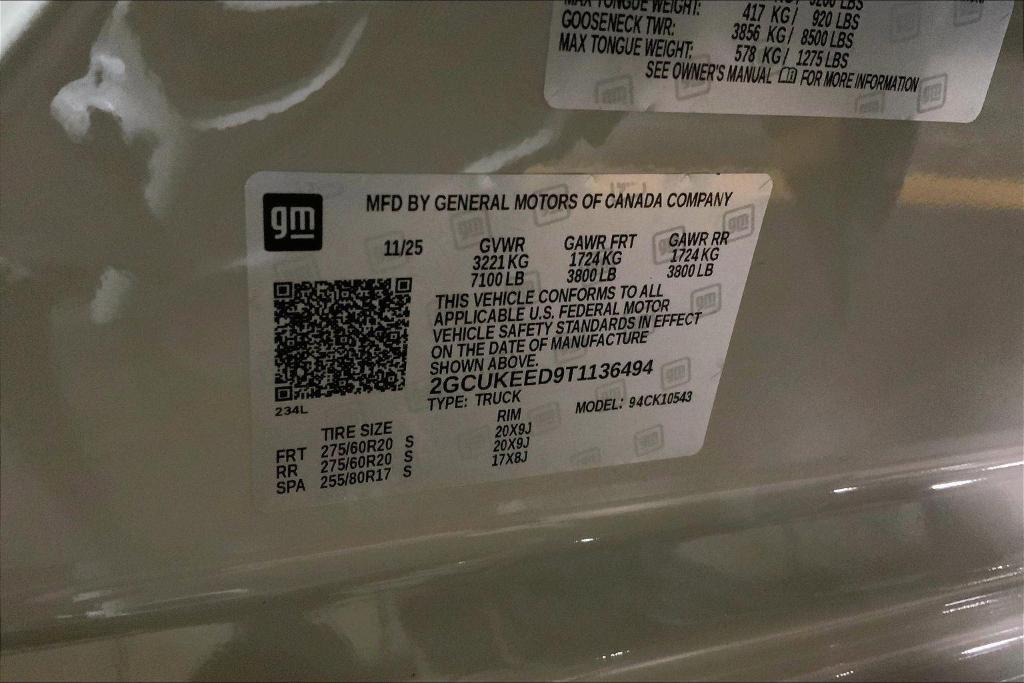 MAX TONGUE WEIGHT: 417 KG/ 920 LBS
GOOSENECK TWR: 3856 KG/ 8500 LBS
MAX TONGUE WEIGHT: 578 KG/ 1275 LBS
SEE OWNER'S MANUAL FOR MORE INFORMATION
gm
MFD BY GENERAL MOTORS OF CANADA COMPANY
11/25 GVWR GAWR FRT GAWR RR
3221 KG 1724 KG 1724 KG
7100 LB 3800 LB 3800 LB
THIS VEHICLE CONFORMS TO ALL
APPLICABLE U.S. FEDERAL MOTOR
VEHICLE SAFETY STANDARDS IN EFFECT
ON THE DATE OF MANUFACTURE
SHOWN ABOVE.
2GCUKEED9T1136494
TYPE: TRUCK MODEL: 94CK10543
234L
TIRE SIZE RIM
FRT 275/60R20 S 20X9J
RR 275/60R20 S 20X9J
SPA 255/80R17 S 17X8J